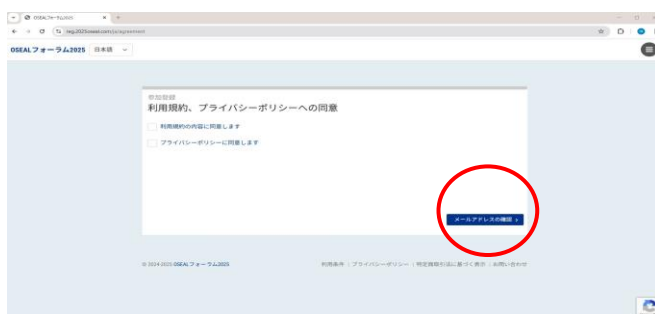 OSEALフォーラム2025
OSEALフォーラム2025 日本語
参加登録
利用規約、プライバシーポリシーへの同意
利用規約の内容に同意します
プライバシーポリシーに同意します
メールアドレスの確認
© 2024-2025 OSEALフォーラム2025
利用条件 | プライバシーポリシー | 特定商取引法に基づく表示 | お問い合わせ